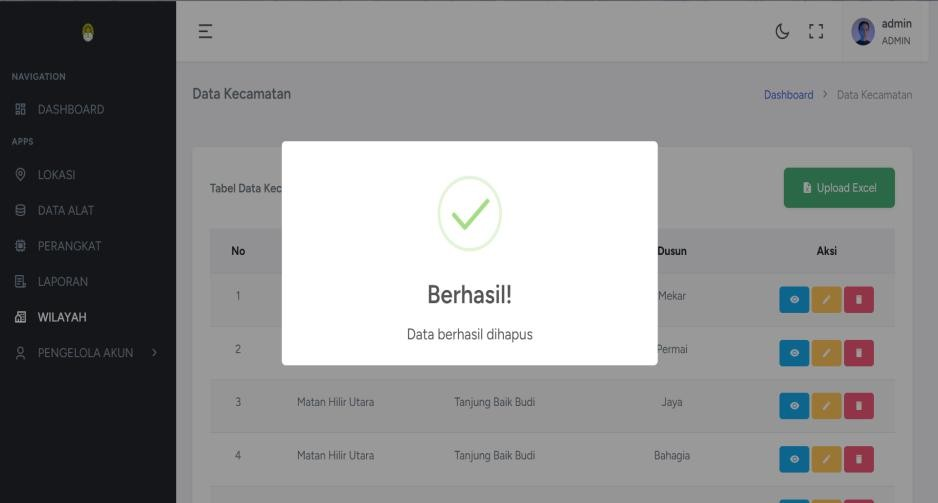 admin
ADMIN
NAVIGATION
DASHBOARD
APPS
LOKASI
DATA ALAT
PERANGKAT
LAPORAN
WILAYAH
PENGELOLA AKUN
Data Kecamatan
Dashboard > Data Kecamatan
Tabel Data Kec
Upload Excel
No Dusun Aksi
1 Mekar
2 Permai
3 Matan Hilir Utara Tanjung Baik Budi Jaya
4 Matan Hilir Utara Tanjung Baik Budi Bahagia
Berhasil!
Data berhasil dihapus